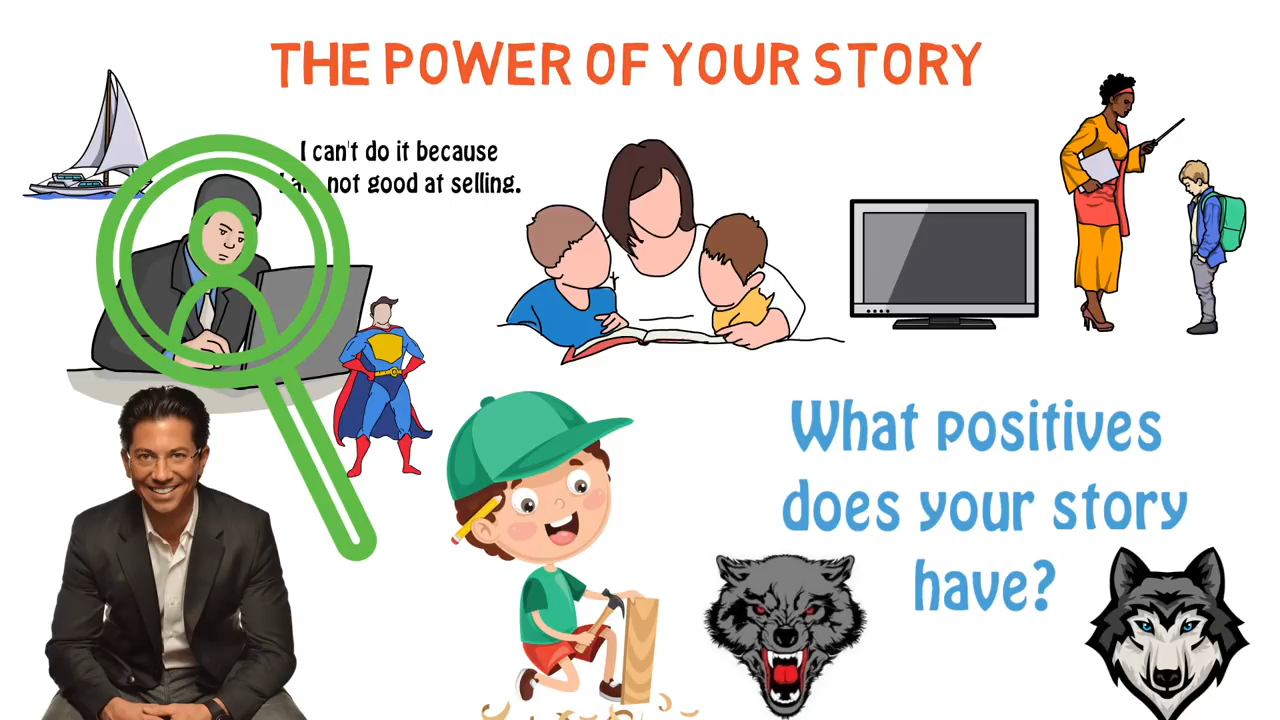 THE POWER OF YOUR STORY
I can't do it because
not good at selling.
What positives
does your story
have?